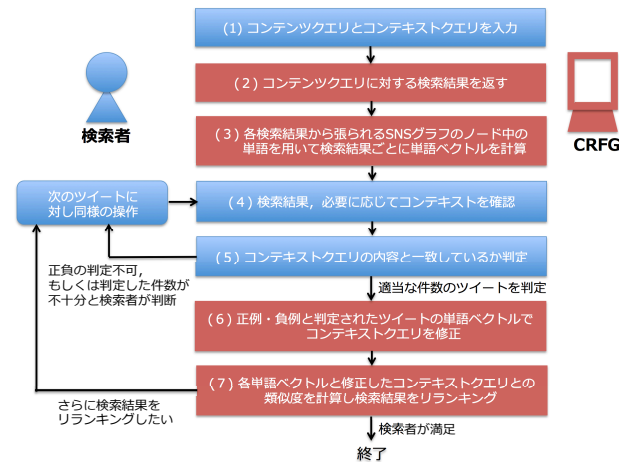 (1)コンテンツクエリとコンテキストクエリを入力
(2)コンテンツクエリに対する検索結果を返す
検索者
CRFG
(3)各検索結果から張られるSNSグラフのノード中の
単語を用いて検索結果ごとに単語ベクトルを計算
次のツイートに
対し同様の操作
(4)検索結果，必要に応じてコンテキストを確認
(5)コンテキストクエリの内容と一致しているか判定
正負の判定不可，
もしくは判定した件数が
不十分と検索者が判断
適当な件数のツイートを判定
(6)正例・負例と判定されたツイートの単語ベクトルで
コンテキストクエリを修正
(7)各単語ベクトルと修正したコンテキストクエリとの
類似度を計算し検索結果をリランキング
さらに検索結果を
リランキングしたい
検索者が満足
終了